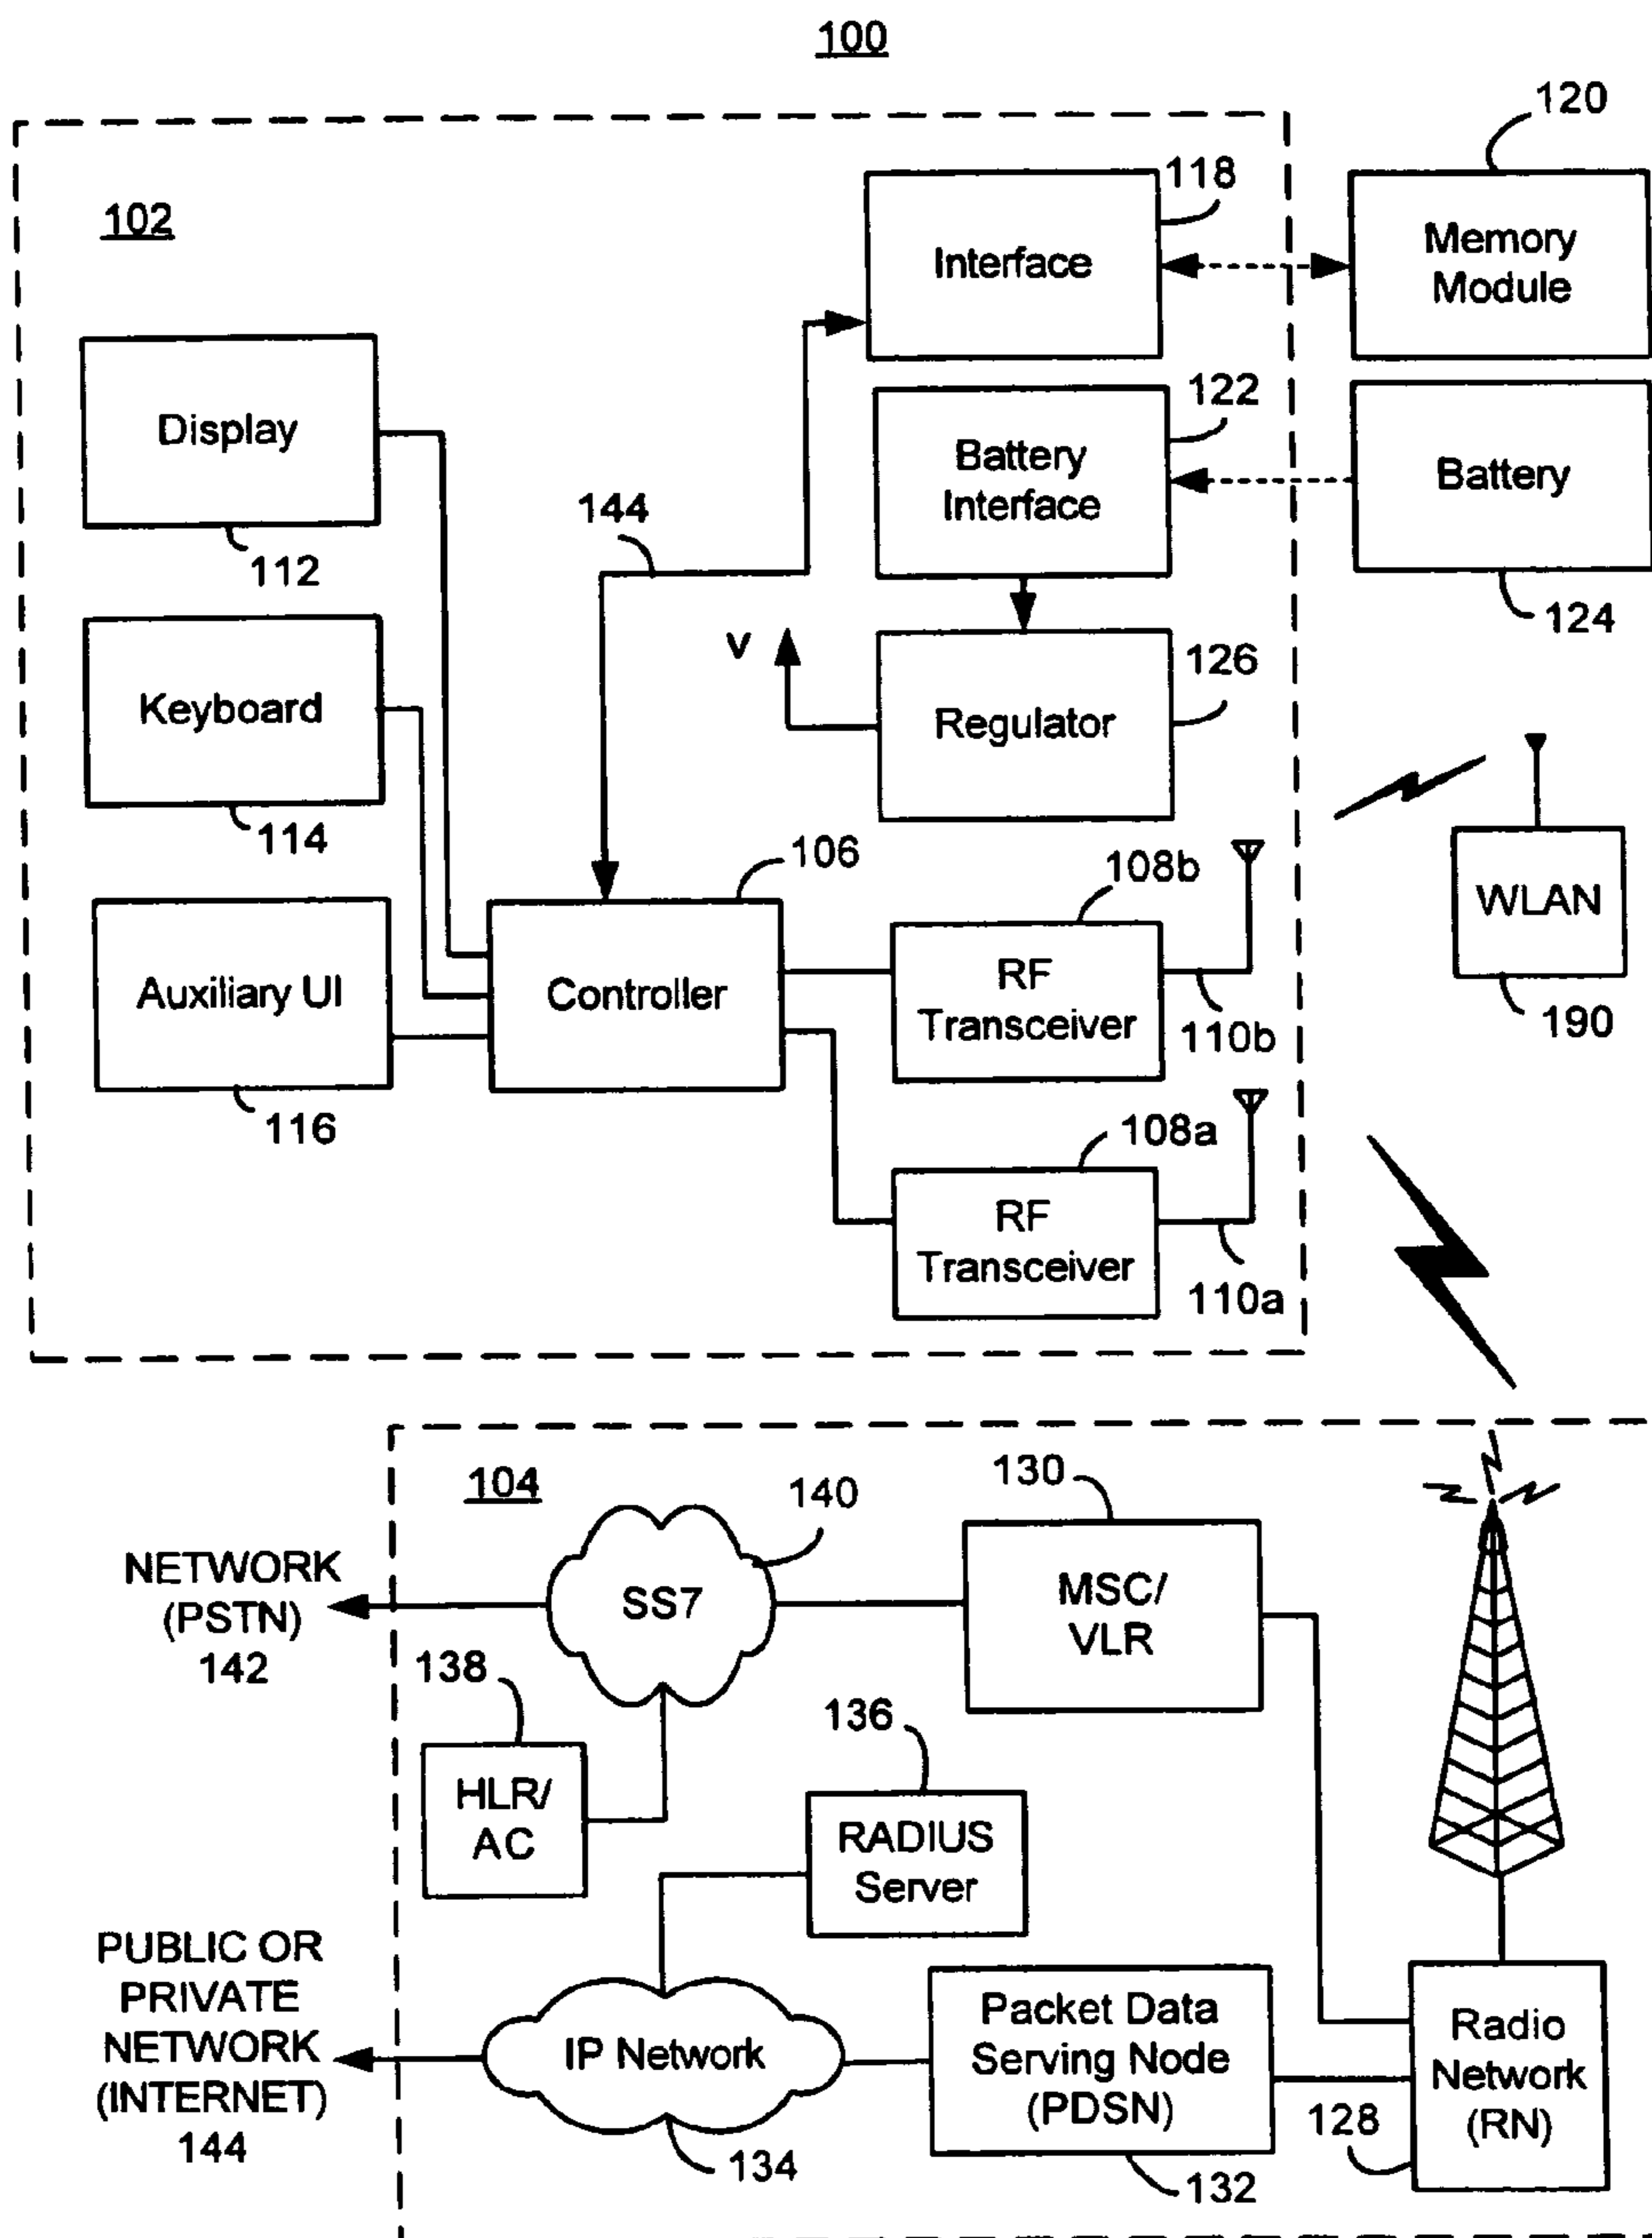 100
120
118
102
Interface
Memory
Module
122
Display
Battery
Interface
Battery
144
112
124
V
126
Keyboard
Regulator
114
106
108b
WLAN
Auxiliary UI
Controller
RF
Transceiver
110b
190
116
108a
RF
Transceiver
110a
104
140
130
NETWORK
(PSTN)
142
SS7
MSC/
VLR
138
136
HLR/
AC
RADIUS
Server
PUBLIC OR
PRIVATE
NETWORK
(INTERNET)
144
IP Network
Packet Data
Serving Node
(PDSN)
Radio
Network
(RN)
128
134
132